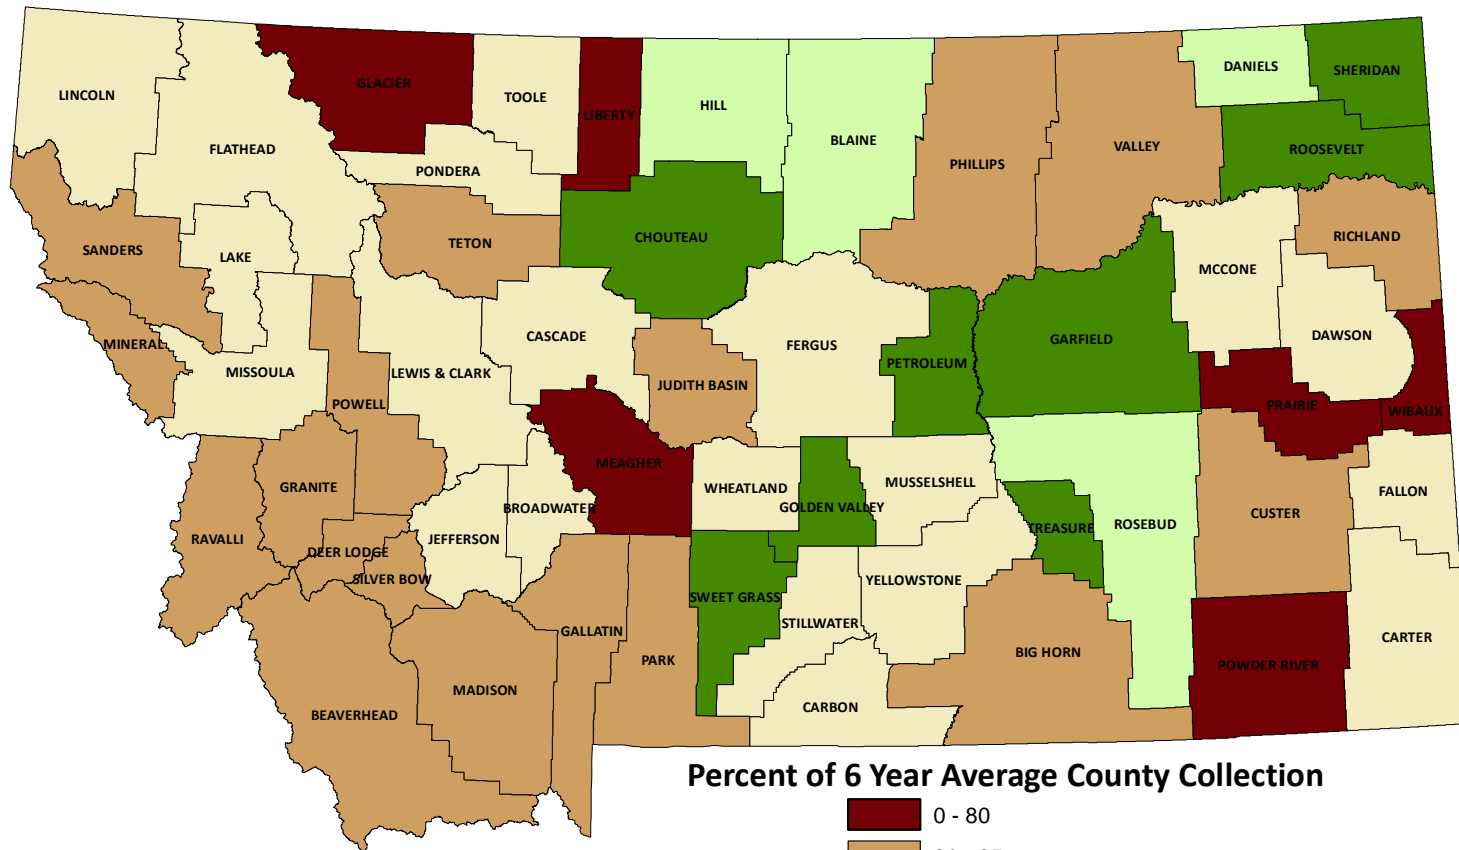 LINCOLN
GLACIER
TOOLE
LIBERTY
HILL
BLAINE
DANIELS
SHERIDAN
FLATHEAD
PONDERA
PHILLIPS
VALLEY
ROOSEVELT
SANDERS
LAKE
TETON
CHOUTEAU
MCCONE
RICHLAND
MINERAL
MISSOULA
POWELL
LEWIS & CLARK
CASCADE
JUDITH BASIN
FERGUS
PETROLEUM
GARFIELD
DAWSON
PRAIRIE
WIBAUX
MEAGHER
GRANITE
RAVALLI
DEER LODGE
SILVER BOW
JEFFERSON
BROADWATER
WHEATLAND
GOLDEN VALLEY
MUSSELSHELL
TREASURE
ROSEBUD
CUSTER
FALLON
SWEET GRASS
STILLWATER
YELLOWSTONE
GALLATIN
PARK
BIG HORN
POWDER RIVER
CARTER
BEAVERHEAD
MADISON
CARBON
Percent of 6 Year Average County Collection
0 - 80